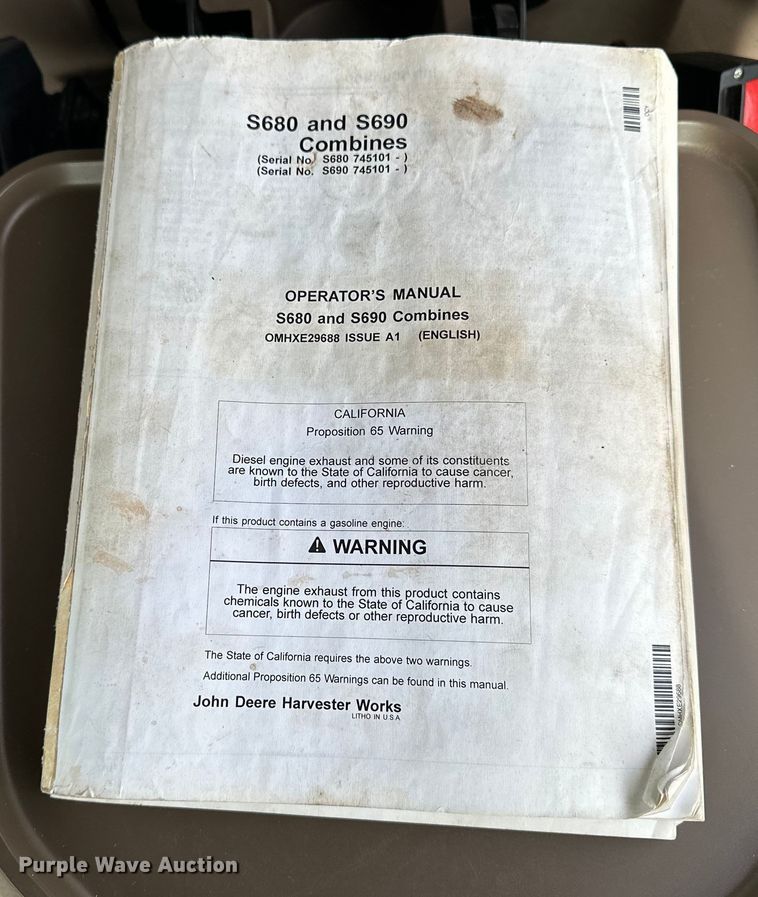 S680 and S690
Combines
(Serial No. S680 745101 - )
(Serial No. S690 745101 - )
OPERATOR'S MANUAL
S680 and S690 Combines
OMHXE29688 ISSUE A1 (ENGLISH)
CALIFORNIA
Proposition 65 Warning
Diesel engine exhaust and some of its constituents
are known to the State of California to cause cancer,
birth defects, and other reproductive harm.
If this product contains a gasoline engine:
WARNING
The engine exhaust from this product contains
chemicals known to the State of California to cause
cancer, birth defects or other reproductive harm.
The State of California requires the above two warnings.
Additional Proposition 65 Warnings can be found in this manual.
John Deere Harvester Works
LITHO IN U.S.A.
OMHXE29688
Purple Wave Auction